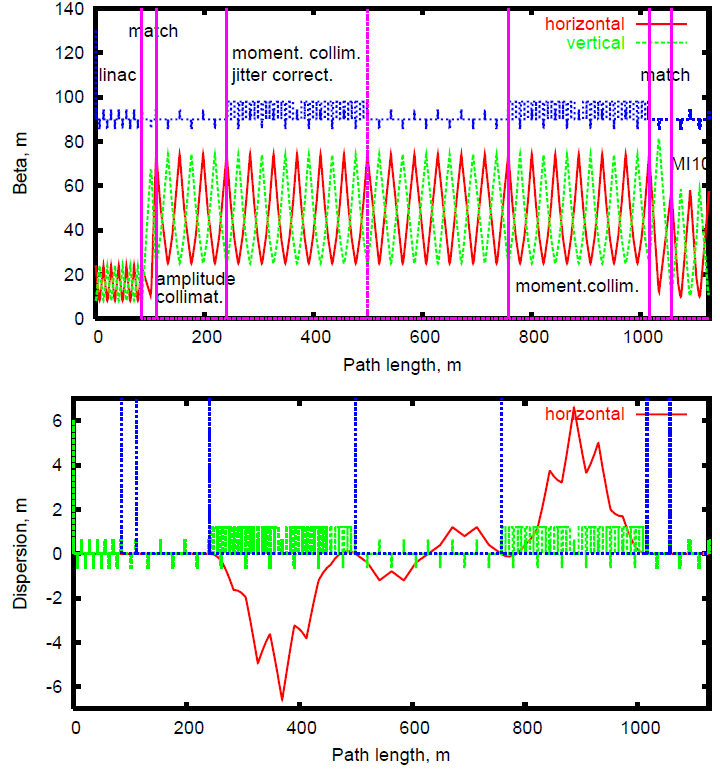 140
120
100
80
60
40
20
0
Beta, m
match
linac
moment. collim.
jitter correct.
horizontal
vertical
match
MI10
amplitude
collimat.
moment.collim.
0 200 400 600 800 1000
Path length, m
6
4
2
0
-2
-4
-6
Dispersion, m
horizontal
0 200 400 600 800 1000
Path length, m